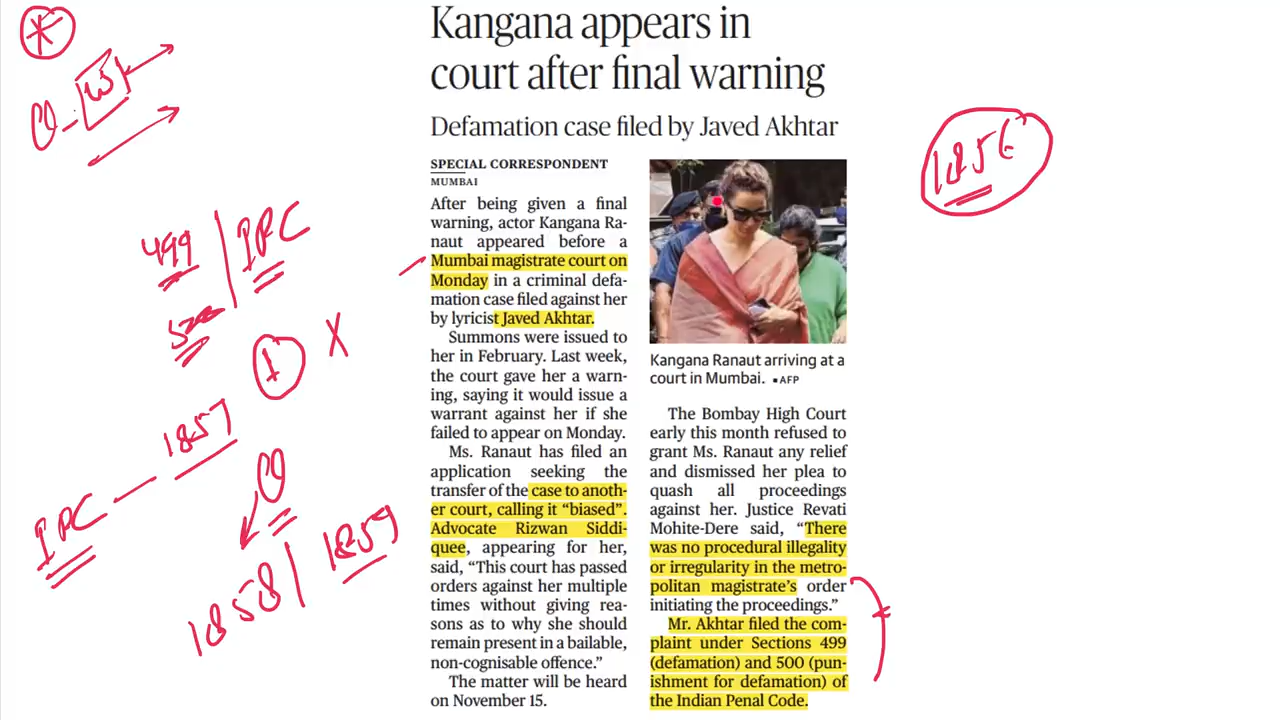 Kangana appears in
court after final warning
Defamation case filed by Javed Akhtar
SPECIAL CORRESPONDENT
MUMBAI
After being given a final
warning, actor Kangana Ra-
naut appeared before a
Mumbai magistrate court on
Monday in a criminal defa-
mation case filed against her
by lyricist Javed Akhtar.
Summons were issued to
her in February. Last week,
the court gave her a warn-
ing, saying it would issue a
warrant against her if she
failed to appear on Monday.
Ms. Ranaut has filed an
application seeking the
transfer of the case to anoth-
er court, calling it “biased”.
Advocate Rizwan Siddi-
quee, appearing for her,
said, “This court has passed
orders against her multiple
times without giving rea-
sons as to why she should
remain present in a bailable,
non-cognisable offence.”
The matter will be heard
on November 15.
Kangana Ranaut arriving at a
court in Mumbai. ▪AFP
The Bombay High Court
early this month refused to
grant Ms. Ranaut any relief
and dismissed her plea to
quash all proceedings
against her. Justice Revati
Mohite-Dere said, “There
was no procedural illegality
or irregularity in the metro-
politan magistrate’s order
initiating the proceedings.”
Mr. Akhtar filed the com-
plaint under Sections 499
(defamation) and 500 (pun-
ishment for defamation) of
the Indian Penal Code.
499 | IPC
500
1 X
IPC — 1857
1858 | 1859
1856